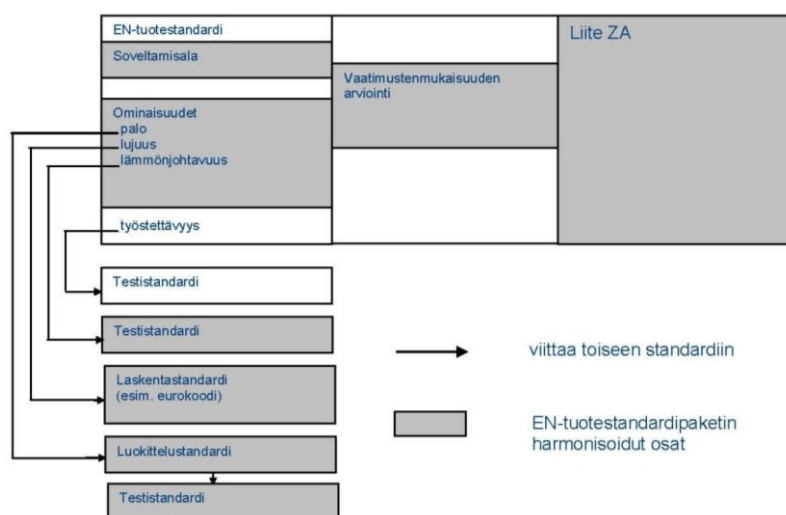 EN-tuotestandardi
Soveltamisala
Ominaisuudet
palo
lujuus
lämmönjohtavuus
työstettävyys
Vaatimustenmukaisuuden
arviointi
Liite ZA
Testistandardi
Testistandardi
Laskentastandardi
(esim. eurokoodi)
Luokittelustandardi
Testistandardi
viittaa toiseen standardiin
EN-tuotestandardipaketin
harmonisoidut osat